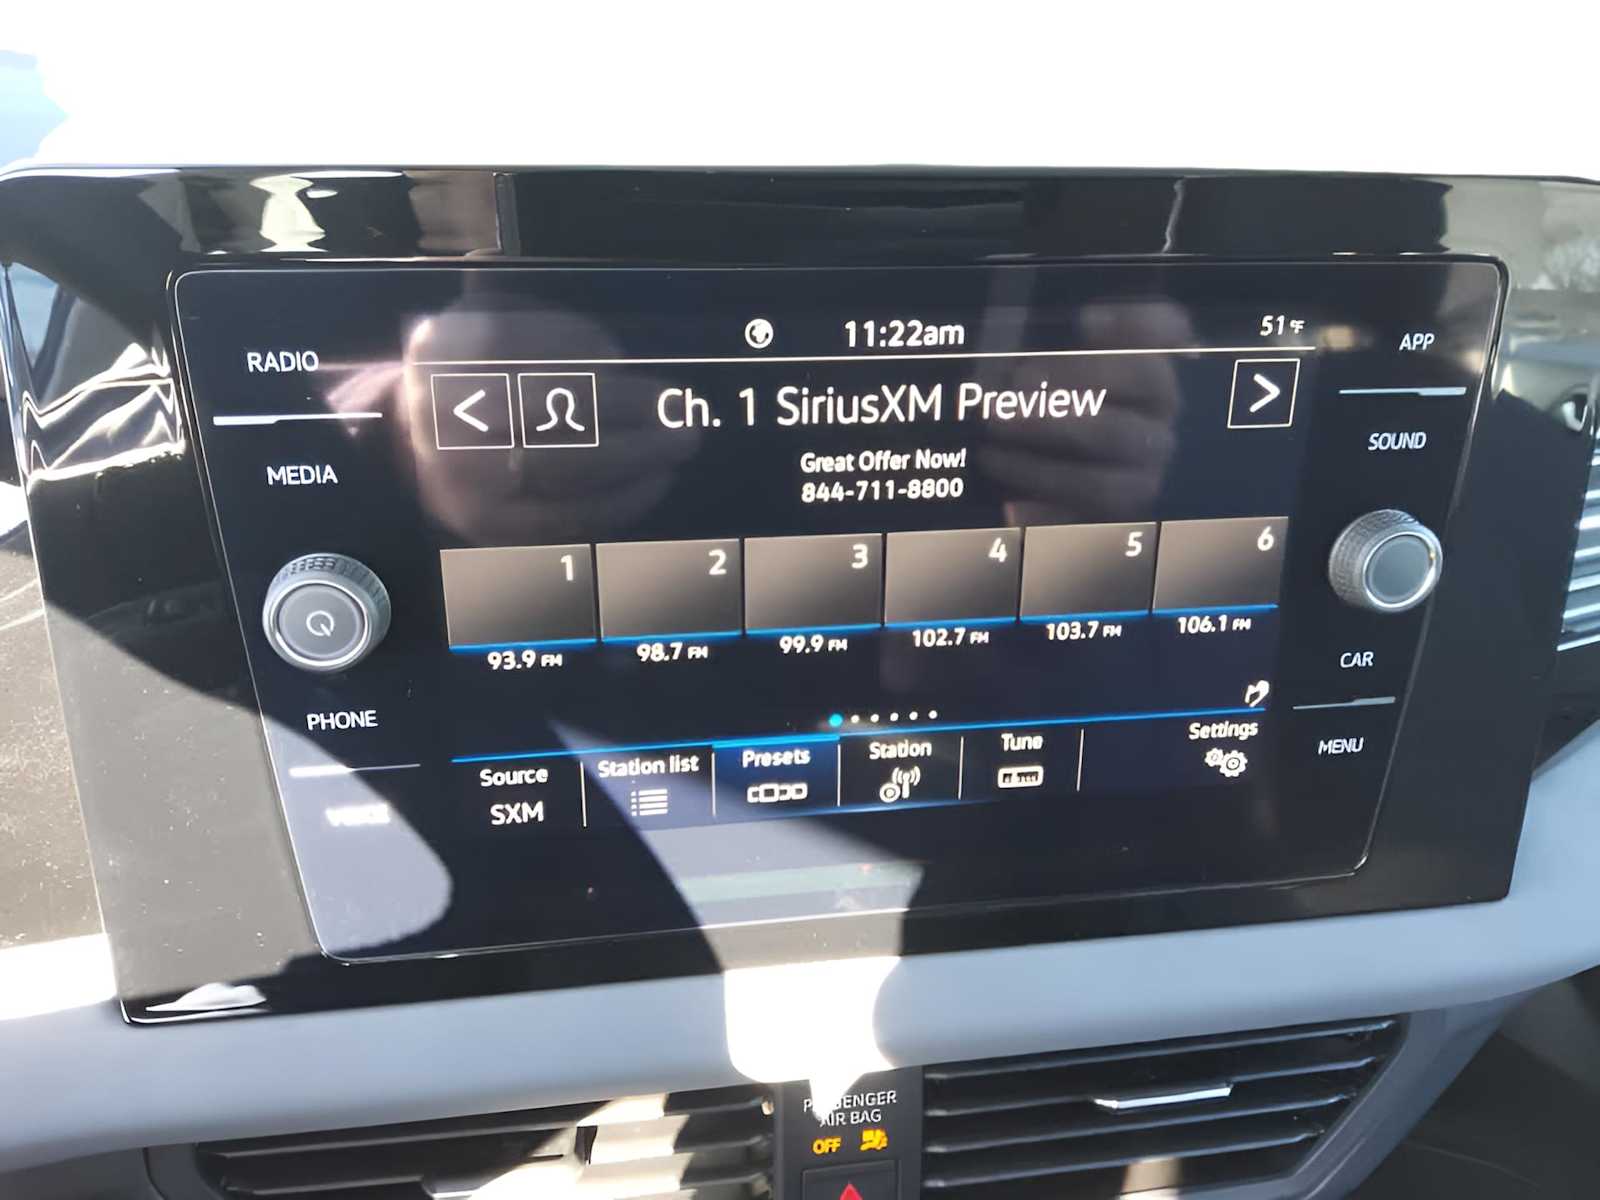 11:22am
51°F
RADIO
APP
< Ch. 1 SiriusXM Preview >
SOUND
MEDIA
Great Offer Now!
844-711-8800
1 2 3 4 5 6
93.9 FM 98.7 FM 99.9 FM 102.7 FM 103.7 FM 106.1 FM
CAR
PHONE
MENU
Source Station list Presets Station Tune Settings
SXM
VOICE
PASSENGER
AIR BAG
OFF